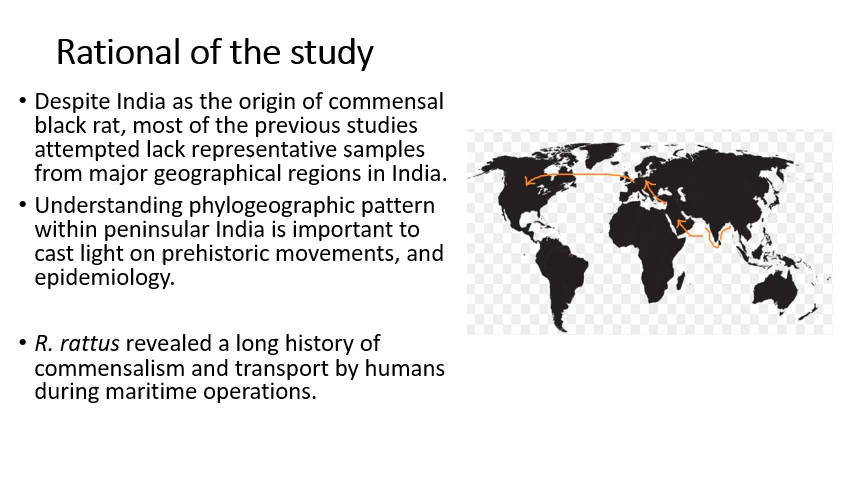 Rational of the study
• Despite India as the origin of commensal
black rat, most of the previous studies
attempted lack representative samples
from major geographical regions in India.
• Understanding phylogeographic pattern
within peninsular India is important to
cast light on prehistoric movements, and
epidemiology.
• R. rattus revealed a long history of
commensalism and transport by humans
during maritime operations.